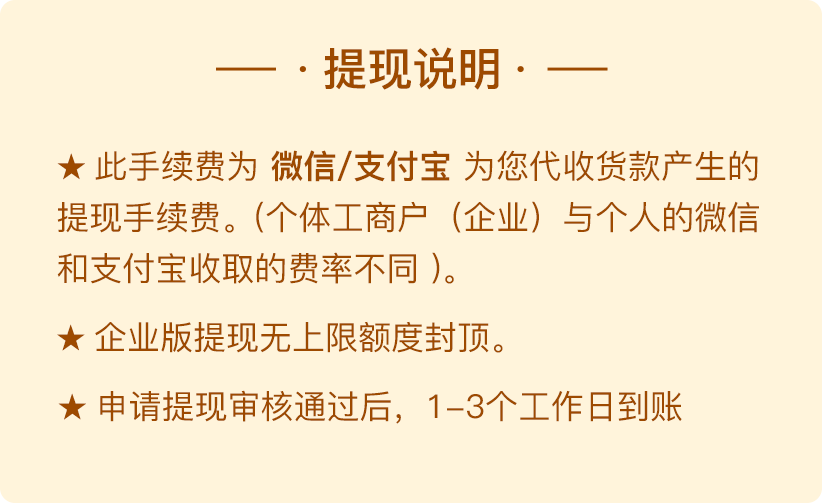 — · 提现说明 · —
★ 此手续费为 微信/支付宝 为您代收货款产生的
提现手续费。(个体工商户（企业）与个人的微信
和支付宝收取的费率不同 )。
★ 企业版提现无上限额度封顶。
★ 申请提现审核通过后，1-3个工作日到账